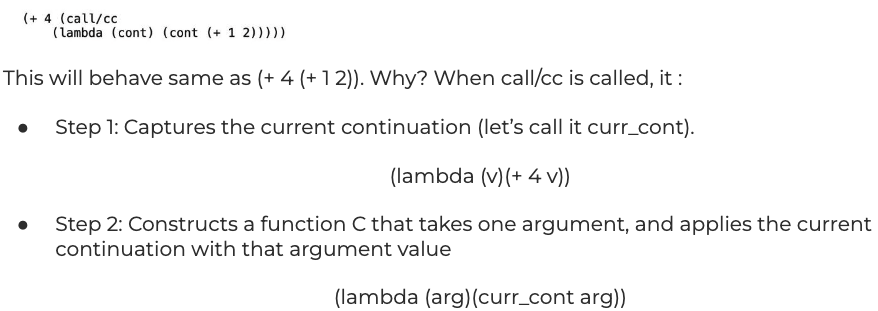 (+ 4 (call/cc
(lambda (cont) (cont (+ 1 2)))))
This will behave same as (+ 4 (+ 1 2)). Why? When call/cc is called, it :
● Step 1: Captures the current continuation (let’s call it curr_cont).
(lambda (v)(+ 4 v))
● Step 2: Constructs a function C that takes one argument, and applies the current
continuation with that argument value
(lambda (arg)(curr_cont arg))